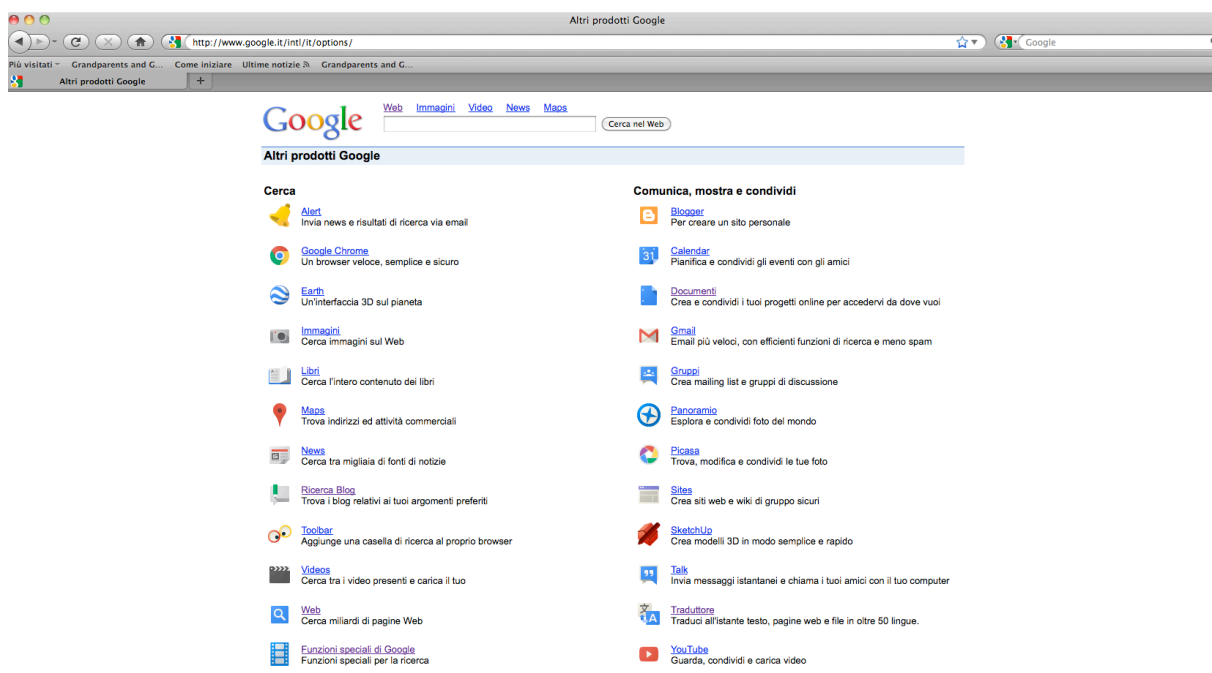 Altri prodotti Google
http://www.google.it/intl/it/options/
Google
Più visitati
Grandparents and G...
Come iniziare
Ultime notizie
Grandparents and G...
Altri prodotti Google
+
Google
Web Immagini Video News Maps
Cerca nel Web
Altri prodotti Google
Cerca
Alert
Invia news e risultati di ricerca via email
Google Chrome
Un browser veloce, semplice e sicuro
Earth
Un'interfaccia 3D sul pianeta
Immagini
Cerca immagini sul Web
Libri
Cerca l'intero contenuto dei libri
Maps
Trova indirizzi ed attività commerciali
News
Cerca tra migliaia di fonti di notizie
Ricerca Blog
Trova i blog relativi ai tuoi argomenti preferiti
Toolbar
Aggiunge una casella di ricerca al proprio browser
Videos
Cerca tra i video presenti e carica il tuo
Web
Cerca miliardi di pagine Web
Funzioni speciali di Google
Funzioni speciali per la ricerca
Comunica, mostra e condividi
Blogger
Per creare un sito personale
31
Calendar
Pianifica e condividi gli eventi con gli amici
Documenti
Crea e condividi i tuoi progetti online per accedervi da dove vuoi
Gmail
Email più veloci, con efficienti funzioni di ricerca e meno spam
Gruppi
Crea mailing list e gruppi di discussione
Panoramio
Esplora e condividi foto del mondo
Picasa
Trova, modifica e condividi le tue foto
Sites
Crea siti web e wiki di gruppo sicuri
SketchUp
Crea modelli 3D in modo semplice e rapido
Talk
Invia messaggi istantanei e chiama i tuoi amici con il tuo computer
文 A
Traduttore
Traduci all'istante testo, pagine web e file in oltre 50 lingue.
YouTube
Guarda, condividi e carica video